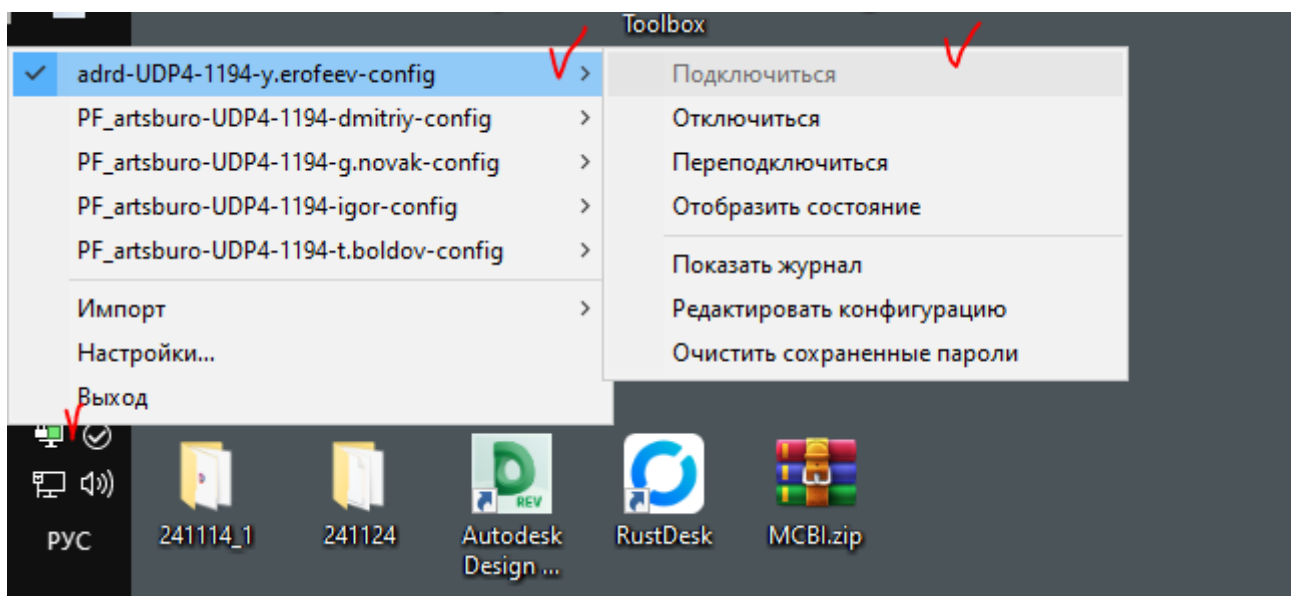 Toolbox
adrd-UDP4-1194-y.erofeev-config
PF_artsburo-UDP4-1194-dmitriy-config
PF_artsburo-UDP4-1194-g.novak-config
PF_artsburo-UDP4-1194-igor-config
PF_artsburo-UDP4-1194-t.boldov-config
Импорт
Настройки...
Выход
Подключиться
Отключиться
Переподключиться
Отобразить состояние
Показать журнал
Редактировать конфигурацию
Очистить сохраненные пароли
REV
РУС
241114_1
241124
Autodesk
Design ...
RustDesk
MCBI.zip